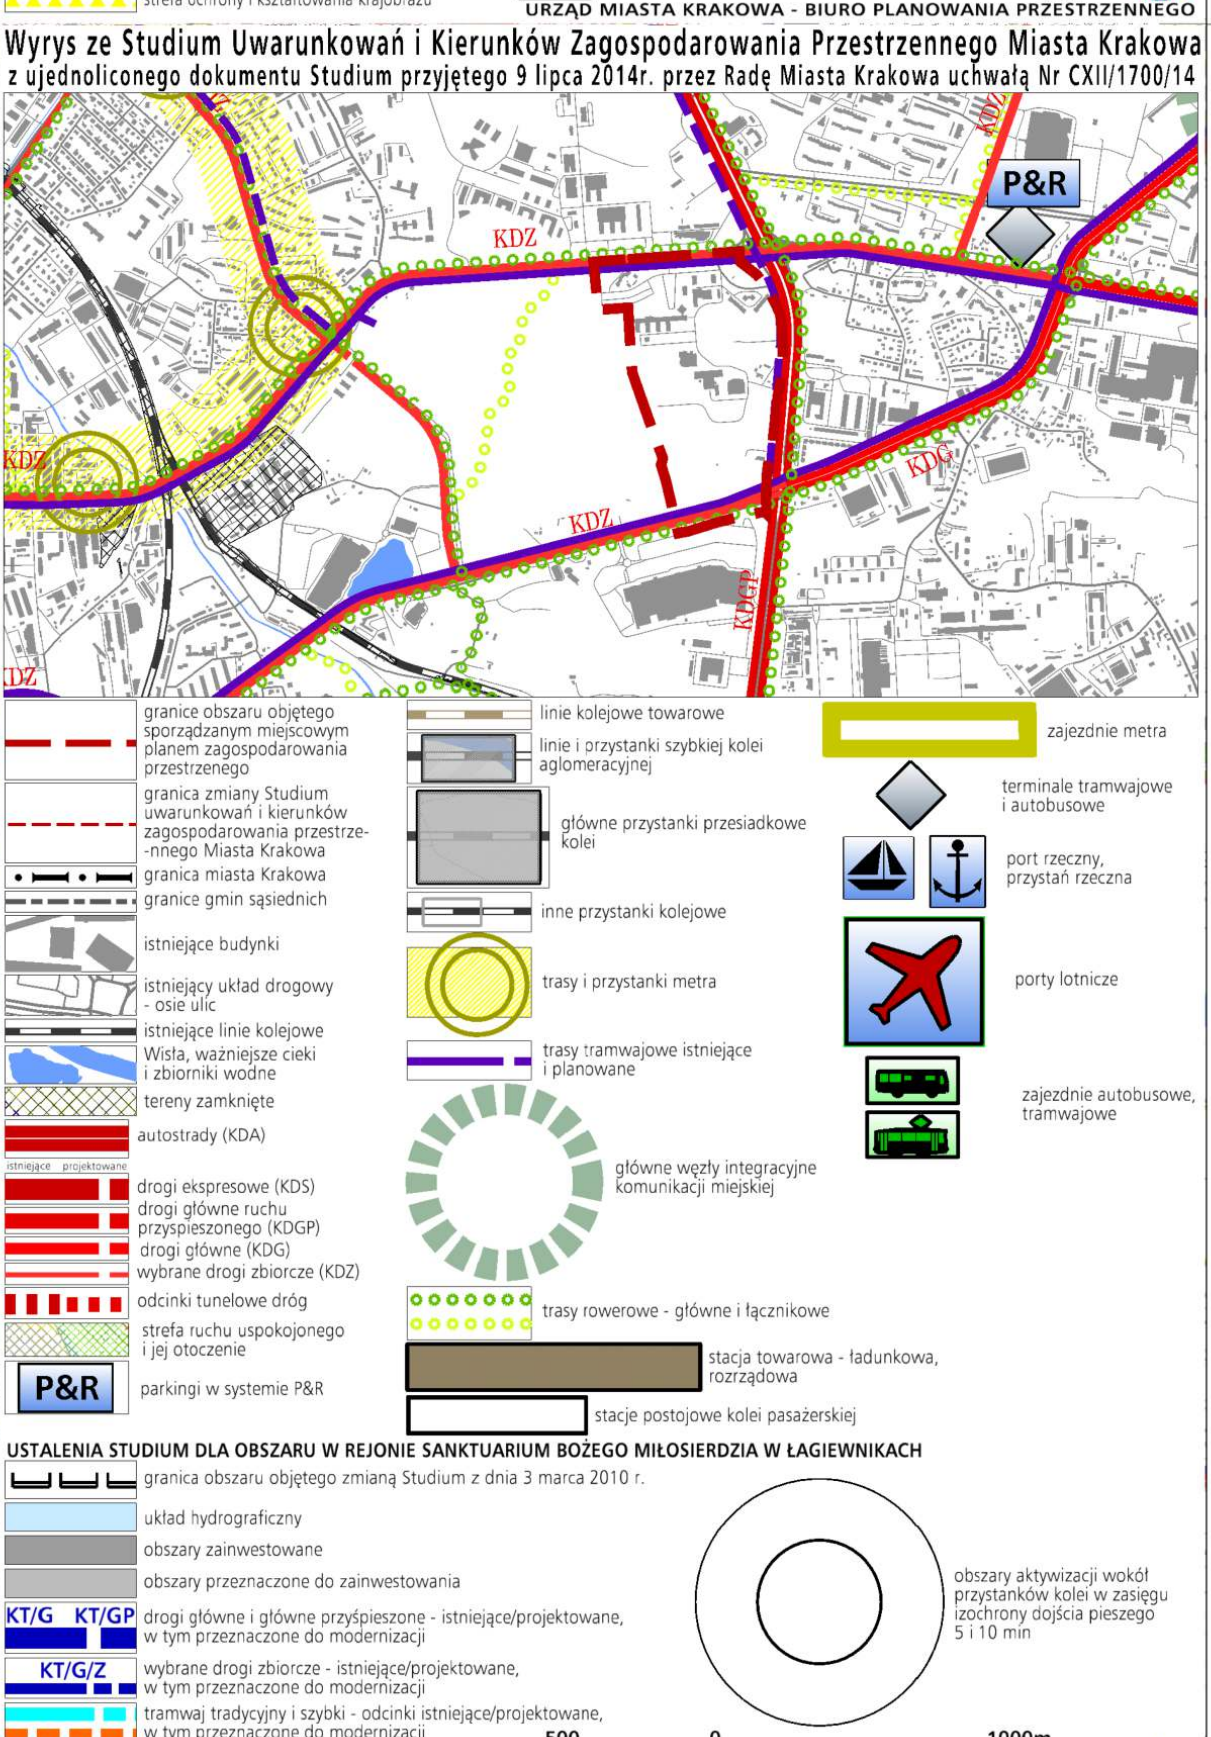 strefa ochrony i kształtowania krajobrazu
URZĄD MIASTA KRAKOWA - BIURO PLANOWANIA PRZESTRZENNEGO
Wyrys ze Studium Uwarunkowań i Kierunków Zagospodarowania Przestrzennego Miasta Krakowa
z ujednoliconego dokumentu Studium przyjętego 9 lipca 2014r. przez Radę Miasta Krakowa uchwałą Nr CXII/1700/14
KDZ
P&R
KDZ
KDZ
KDG
KDZ
KDGP
KDZ
granice obszaru objętego
sporządzanym miejscowym
planem zagospodarowania
przestrzenego
granica zmiany Studium
uwarunkowań i kierunków
zagospodarowania przestrze-
-nnego Miasta Krakowa
granica miasta Krakowa
granice gmin sąsiednich
istniejące budynki
istniejący układ drogowy
- osie ulic
istniejące linie kolejowe
Wisła, ważniejsze cieki
i zbiorniki wodne
tereny zamknięte
autostrady (KDA)
istniejące projektowane
drogi ekspresowe (KDS)
drogi główne ruchu
przyspieszonego (KDGP)
drogi główne (KDG)
wybrane drogi zbiorcze (KDZ)
odcinki tunelowe dróg
strefa ruchu uspokojonego
i jej otoczenie
P&R
parkingi w systemie P&R
linie kolejowe towarowe
linie i przystanki szybkiej kolei
aglomeracyjnej
główne przystanki przesiadkowe
kolei
inne przystanki kolejowe
trasy i przystanki metra
trasy tramwajowe istniejące
i planowane
główne węzły integracyjne
komunikacji miejskiej
trasy rowerowe - główne i łącznikowe
stacja towarowa - ładunkowa,
rozrządowa
stacje postojowe kolei pasażerskiej
zajezdnie metra
terminale tramwajowe
i autobusowe
port rzeczny,
przystań rzeczna
porty lotnicze
zajezdnie autobusowe,
tramwajowe
USTALENIA STUDIUM DLA OBSZARU W REJONIE SANKTUARIUM BOŻEGO MIŁOSIERDZIA W ŁAGIEWNIKACH
granica obszaru objętego zmianą Studium z dnia 3 marca 2010 r.
układ hydrograficzny
obszary zainwestowane
obszary przeznaczone do zainwestowania
KT/G KT/GP
drogi główne i główne przyśpieszone - istniejące/projektowane,
w tym przeznaczone do modernizacji
KT/G/Z
wybrane drogi zbiorcze - istniejące/projektowane,
w tym przeznaczone do modernizacji
tramwaj tradycyjny i szybki - odcinki istniejące/projektowane,
w tym przeznaczone do modernizacji
obszary aktywizacji wokół
przystanków kolei w zasięgu
izochrony dojścia pieszego
5 i 10 min
500 0 1000m